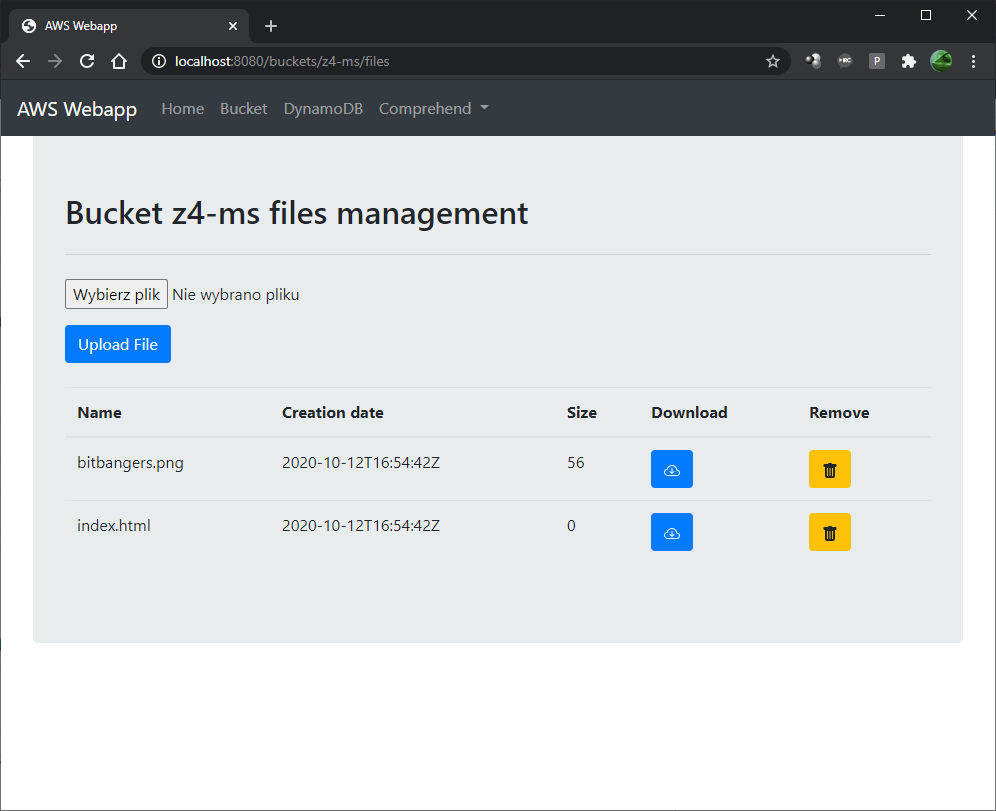 AWS Webapp
localhost:8080/buckets/z4-ms/files
P
AWS Webapp Home Bucket DynamoDB Comprehend
Bucket z4-ms files management
Wybierz plik Nie wybrano pliku
Upload File
Name Creation date Size Download Remove
bitbangers.png 2020-10-12T16:54:42Z 56
index.html 2020-10-12T16:54:42Z 0